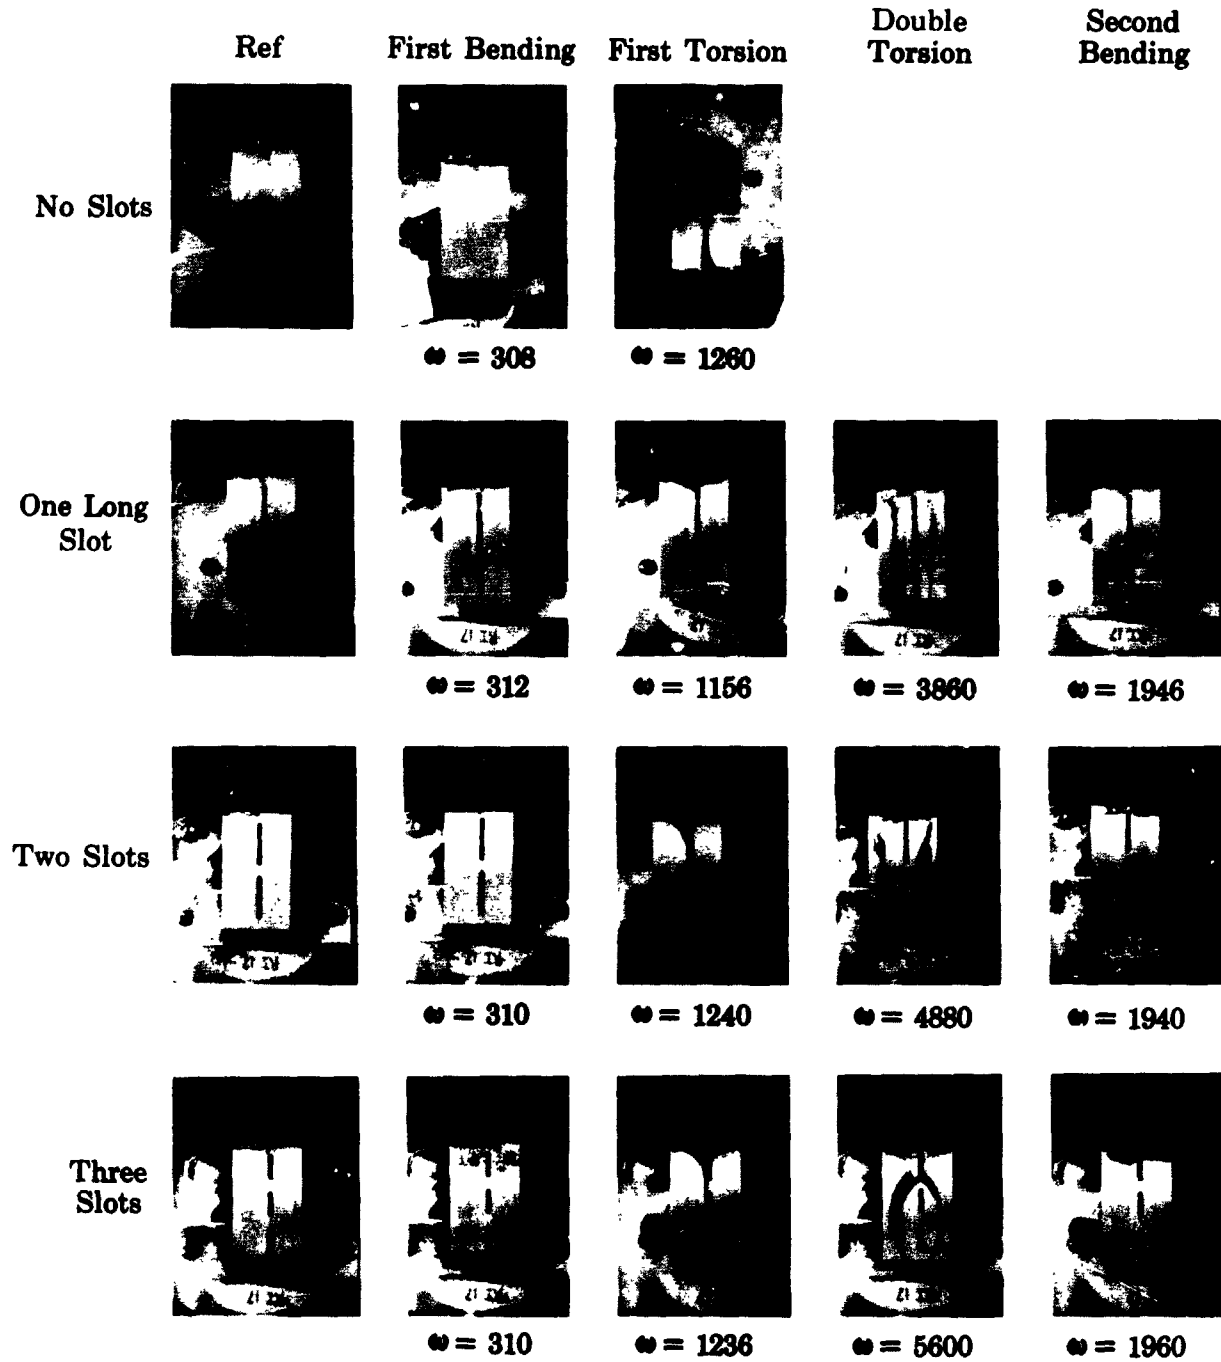 Ref First Bending First Torsion Double Torsion Second Bending
No Slots
ω = 308 ω = 1260
One Long Slot
ω = 312 ω = 1156 ω = 3860 ω = 1946
Two Slots
ω = 310 ω = 1240 ω = 4880 ω = 1940
Three Slots
ω = 310 ω = 1236 ω = 5600 ω = 1960